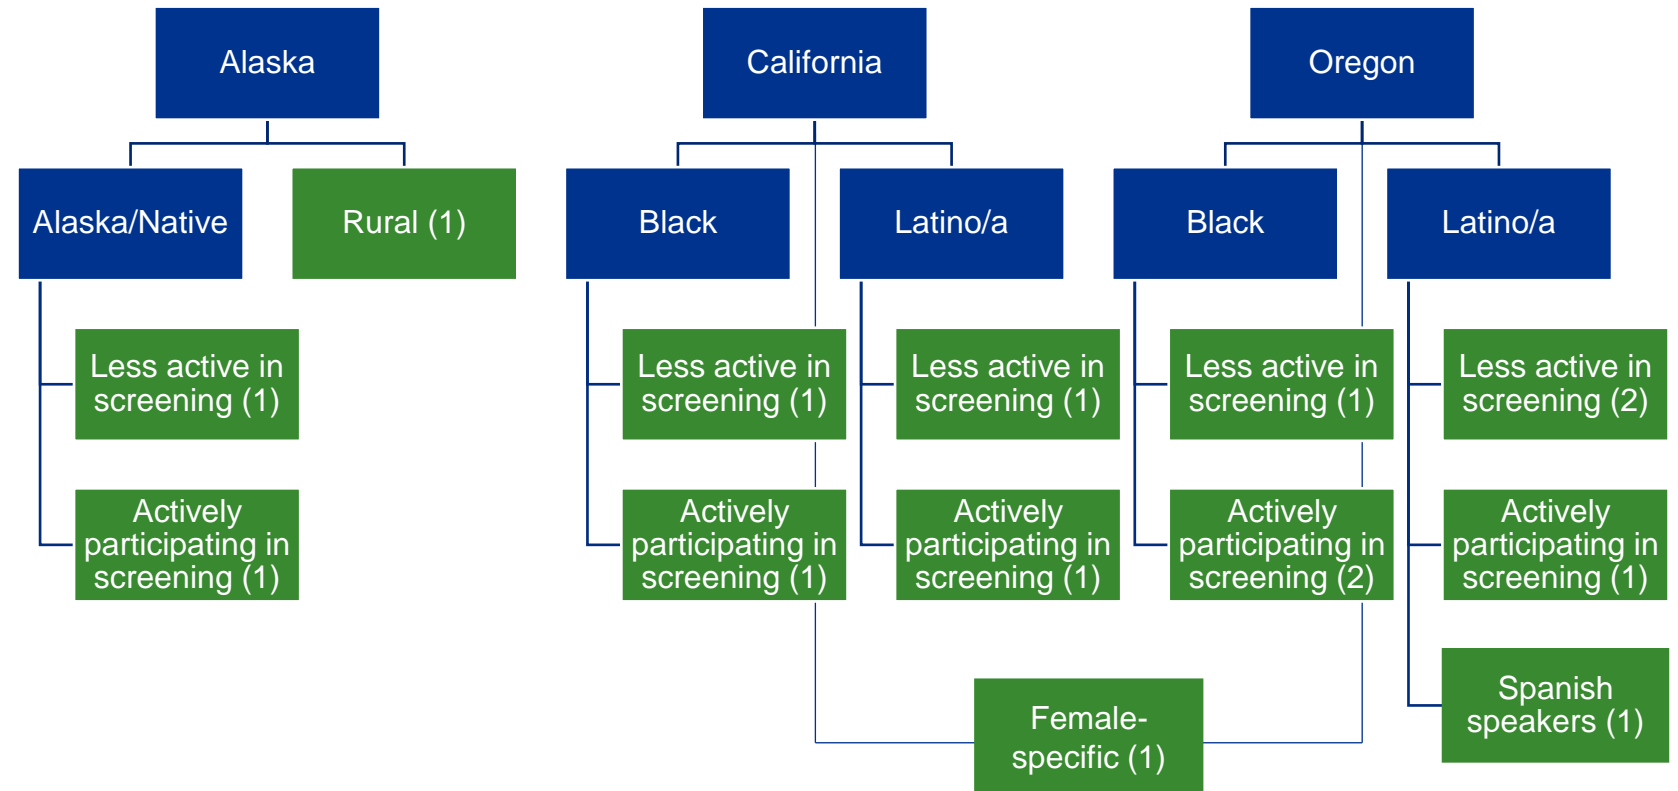 Alaska
California
Oregon
Alaska/Native
Rural (1)
Black
Latino/a
Black
Latino/a
Less active in
screening (1)
Less active in
screening (1)
Less active in
screening (1)
Less active in
screening (1)
Less active in
screening (2)
Actively
participating in
screening (1)
Actively
participating in
screening (1)
Actively
participating in
screening (1)
Actively
participating in
screening (2)
Actively
participating in
screening (1)
Female-
specific (1)
Spanish
speakers (1)